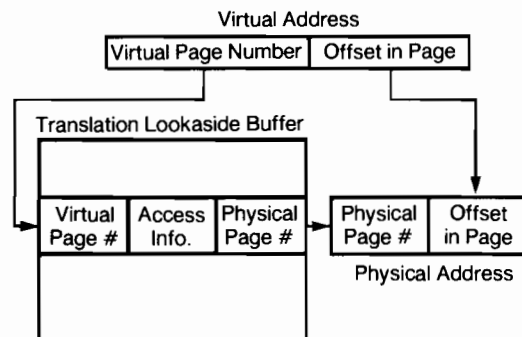 Virtual Address
Virtual Page Number Offset in Page
Translation Lookaside Buffer
Virtual Access Physical Physical Offset
Page # Info. Page # Page # in Page
Physical Address